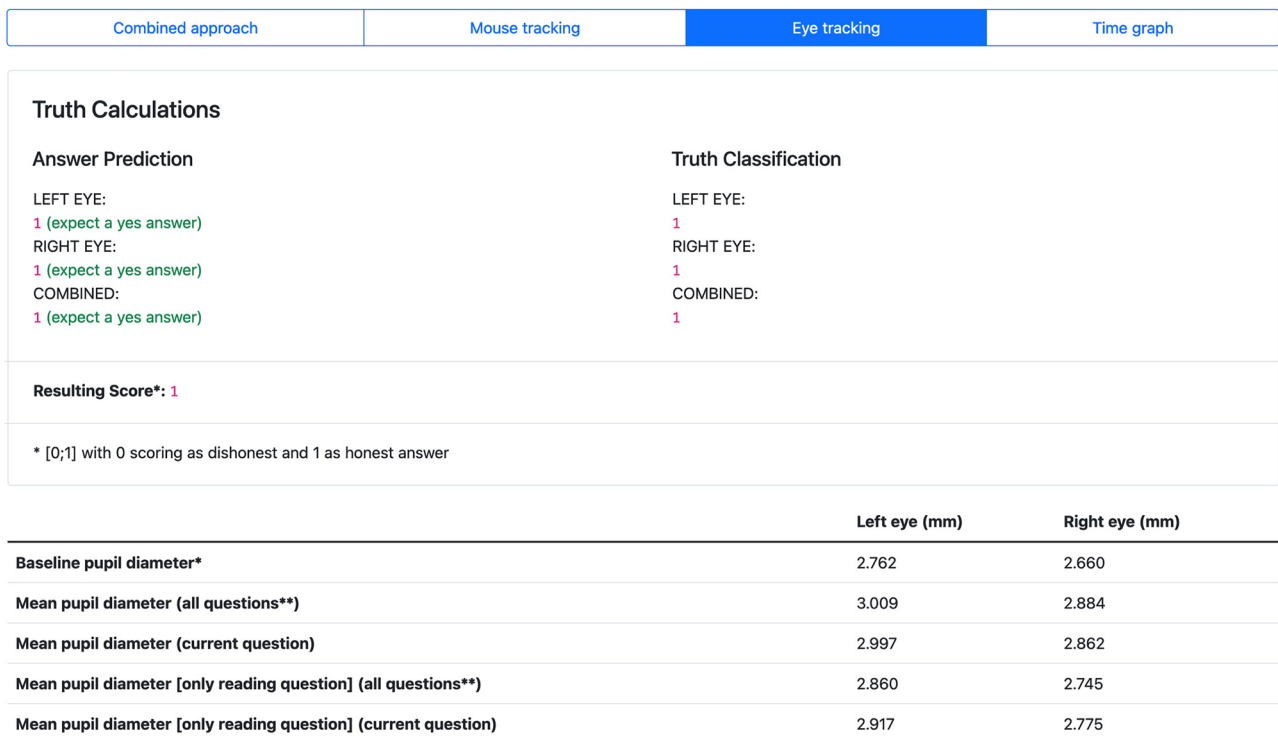 Combined approach Mouse tracking Eye tracking Time graph
Truth Calculations
Answer Prediction
LEFT EYE:
1 (expect a yes answer)
RIGHT EYE:
1 (expect a yes answer)
COMBINED:
1 (expect a yes answer)
Truth Classification
LEFT EYE:
1
RIGHT EYE:
1
COMBINED:
1
Resulting Score*: 1
* [0;1] with 0 scoring as dishonest and 1 as honest answer
Left eye (mm) Right eye (mm)
Baseline pupil diameter* 2.762 2.660
Mean pupil diameter (all questions**) 3.009 2.884
Mean pupil diameter (current question) 2.997 2.862
Mean pupil diameter [only reading question] (all questions**) 2.860 2.745
Mean pupil diameter [only reading question] (current question) 2.917 2.775